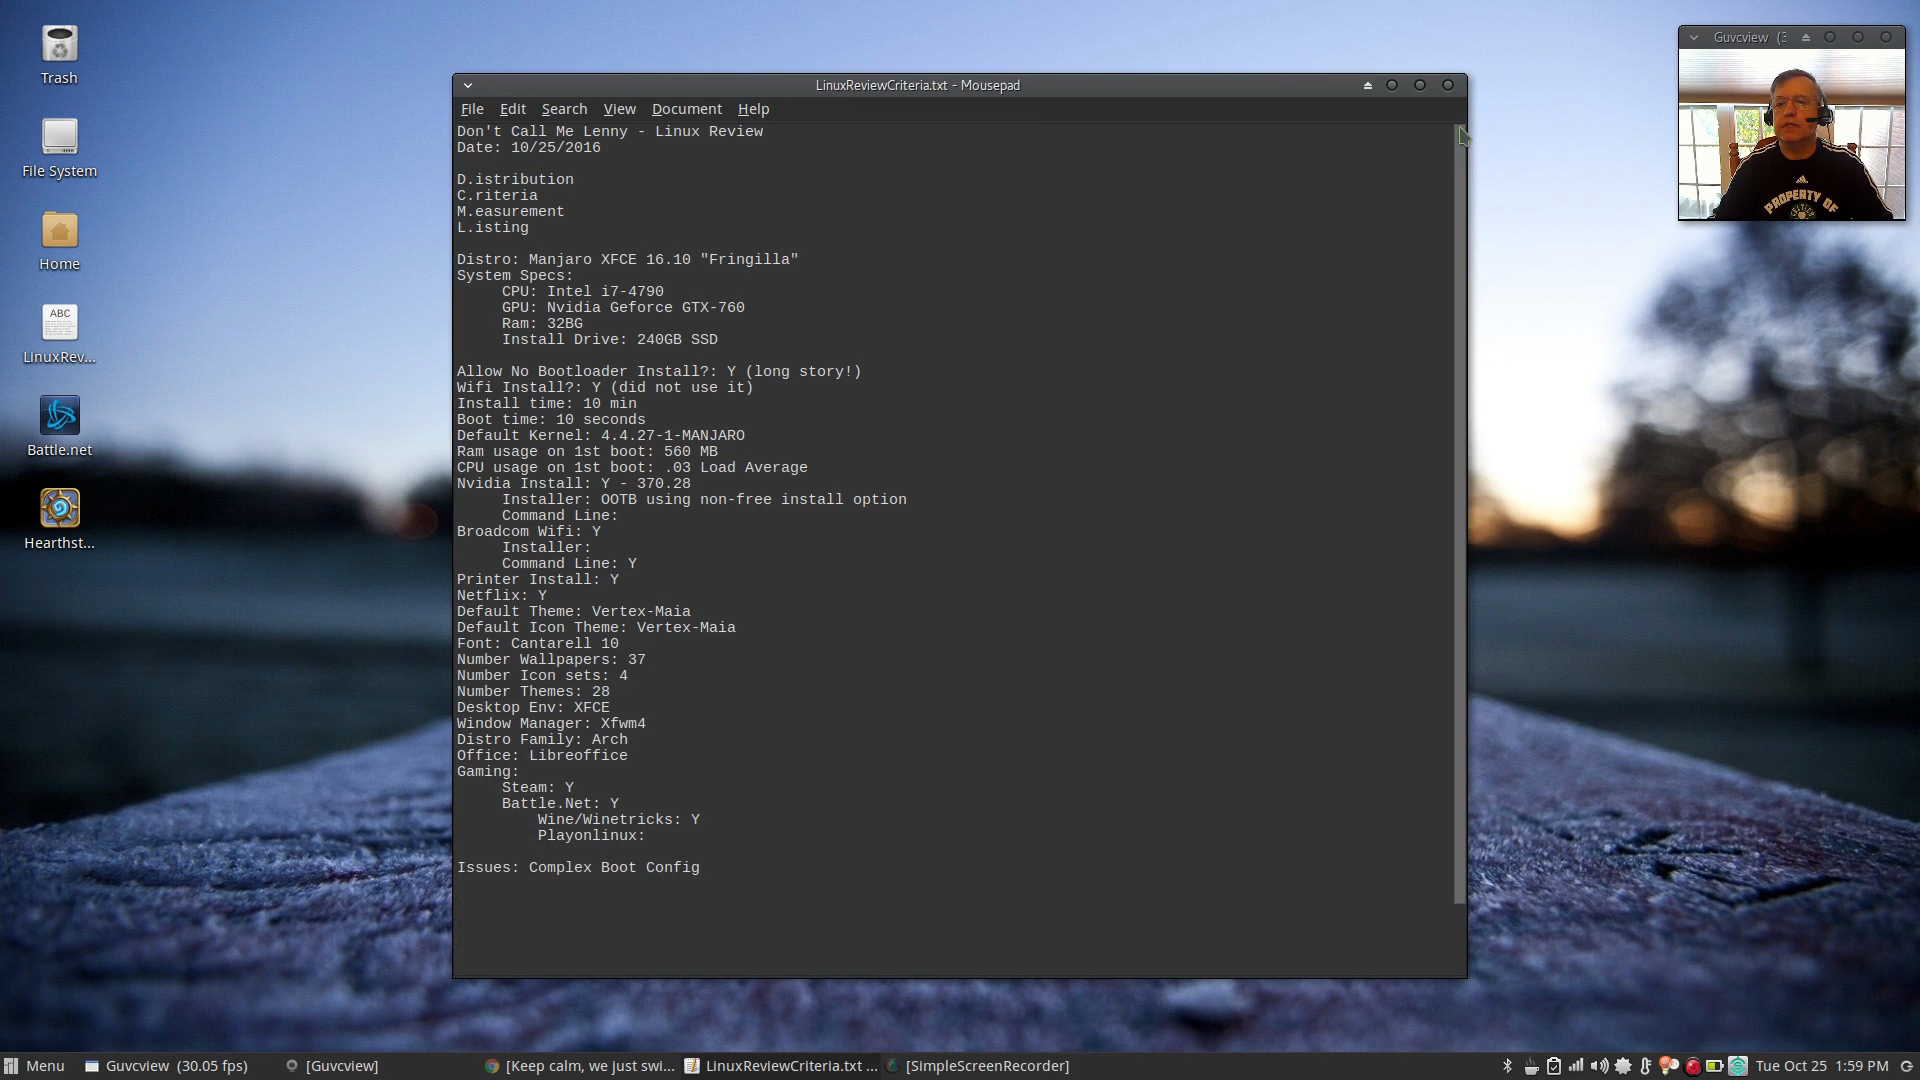 Trash
File System
Home
ABC
LinuxRev...
Battle.net
Hearthst...
LinuxReviewCriteria.txt - Mousepad
File Edit Search View Document Help
Don't Call Me Lenny - Linux Review
Date: 10/25/2016
D.istribution
C.riteria
M.easurement
L.isting
Distro: Manjaro XFCE 16.10 "Fringilla"
System Specs:
CPU: Intel i7-4790
GPU: Nvidia Geforce GTX-760
Ram: 32BG
Install Drive: 240GB SSD
Allow No Bootloader Install?: Y (long story!)
Wifi Install?: Y (did not use it)
Install time: 10 min
Boot time: 10 seconds
Default Kernel: 4.4.27-1-MANJARO
Ram usage on 1st boot: 560 MB
CPU usage on 1st boot: .03 Load Average
Nvidia Install: Y - 370.28
Installer: OOTB using non-free install option
Command Line:
Broadcom Wifi: Y
Installer:
Command Line: Y
Printer Install: Y
Netflix: Y
Default Theme: Vertex-Maia
Default Icon Theme: Vertex-Maia
Font: Cantarell 10
Number Wallpapers: 37
Number Icon sets: 4
Number Themes: 28
Desktop Env: XFCE
Window Manager: Xfwm4
Distro Family: Arch
Office: Libreoffice
Gaming:
Steam: Y
Battle.Net: Y
Wine/Winetricks: Y
Playonlinux:
Issues: Complex Boot Config
Guvcview (3
PROPERTY OF
CELTICS
Menu
Guvcview (30.05 fps)
[Guvcview]
[Keep calm, we just swi...
LinuxReviewCriteria.txt ...
[SimpleScreenRecorder]
Tue Oct 25 1:59 PM